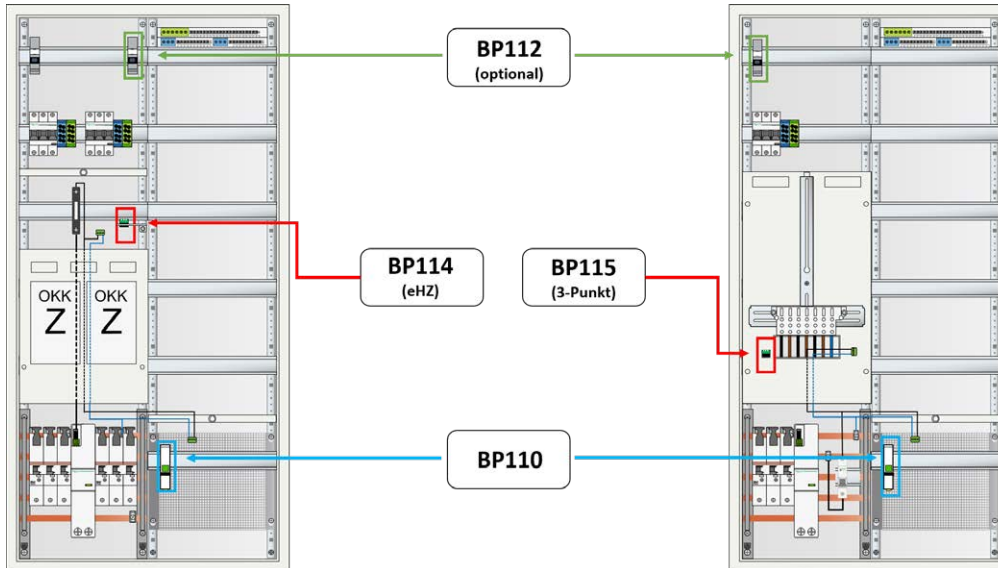 BP112
(optional)
BP114
(eHZ)
BP115
(3-Punkt)
OKK
Z
OKK
Z
BP110